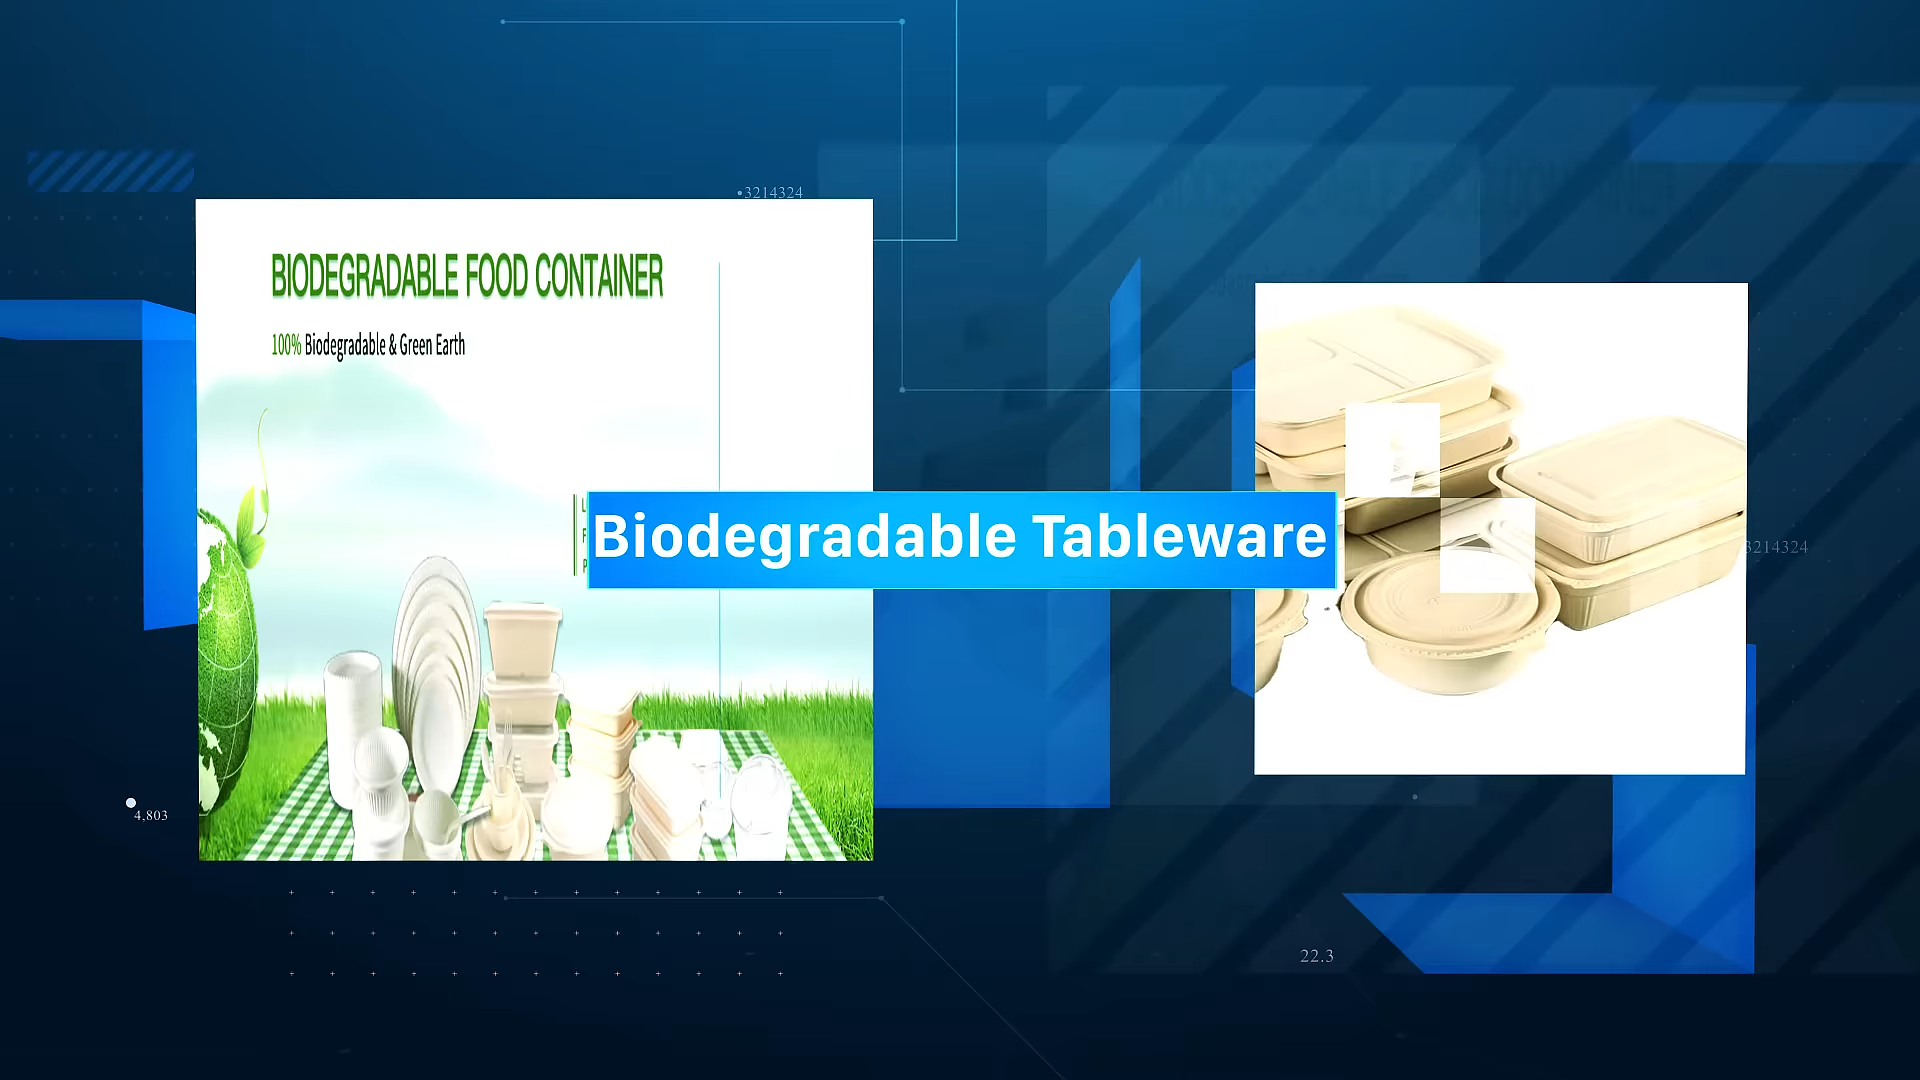 3214324
BIODEGRADABLE FOOD CONTAINER
100% Biodegradable & Green Earth
Biodegradable Tableware
3214324
4,803
22.3